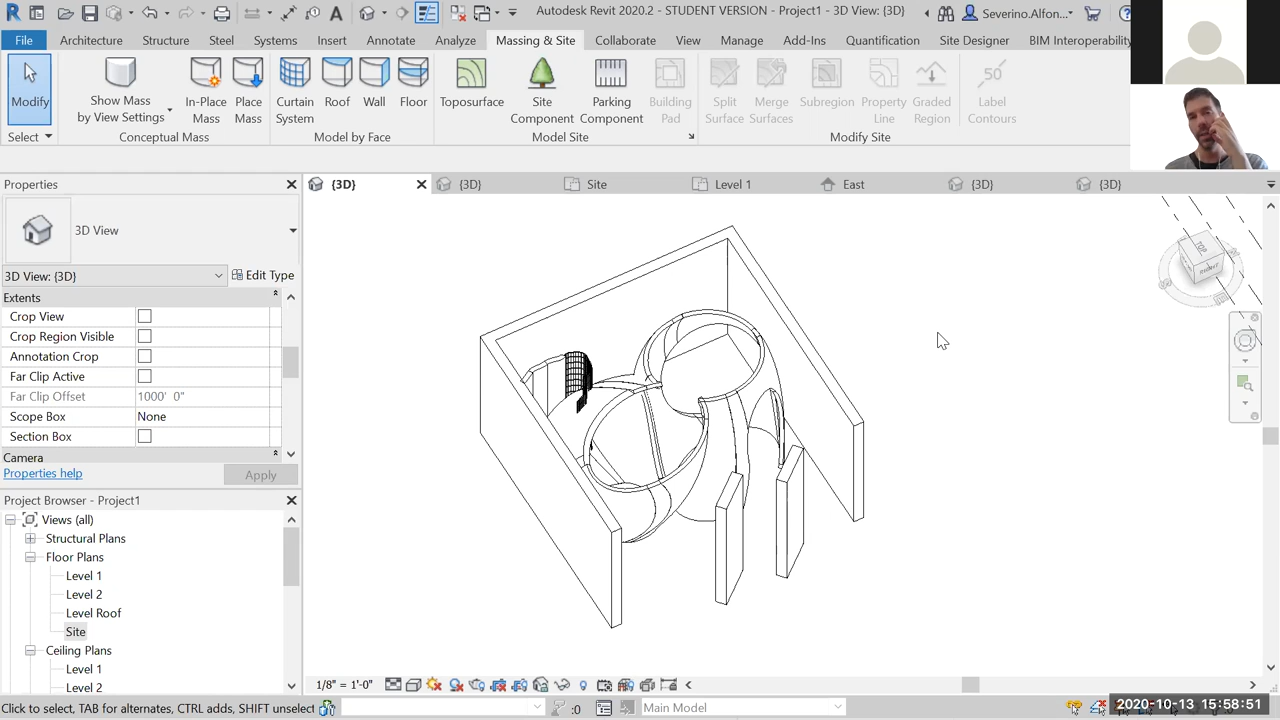 Autodesk Revit 2020.2 - STUDENT VERSION - Project1 - 3D View: {3D}
Severino.Alfon...
File Architecture Structure Steel Systems Insert Annotate Analyze Massing & Site Collaborate View Manage Add-Ins Quantification Site Designer BIM Interoperability
Modify
Show Mass
by View Settings
In-Place
Mass
Place
Mass
Curtain
System
Roof
Wall
Floor
Toposurface
Site
Component
Parking
Component
Building
Pad
Split
Surface
Merge
Surfaces
Subregion
Property
Line
Graded
Region
50
Label
Contours
Select
Conceptual Mass
Model by Face
Model Site
Modify Site
Properties
{3D}
{3D}
Site
Level 1
East
{3D}
{3D}
3D View
3D View: {3D}
Edit Type
Extents
Crop View
Crop Region Visible
Annotation Crop
Far Clip Active
Far Clip Offset 1000' 0"
Scope Box None
Section Box
Camera
Properties help
Apply
Project Browser - Project1
Views (all)
Structural Plans
Floor Plans
Level 1
Level 2
Level Roof
Site
Ceiling Plans
Level 1
Level 2
TOP
1/8" = 1'-0"
Click to select, TAB for alternates, CTRL adds, SHIFT unselect
:0
Main Model
2020-10-13 15:58:51